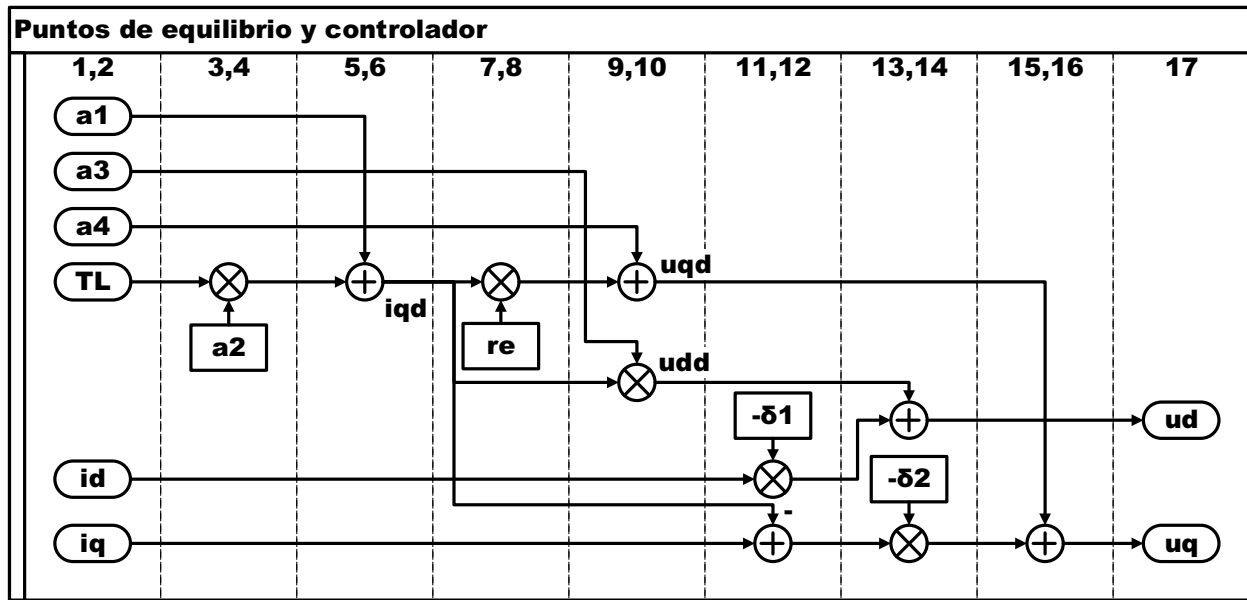 Puntos de equilibrio y controlador
1,2 3,4 5,6 7,8 9,10 11,12 13,14 15,16 17
a1
a3
a4
uqd
TL
iqd
a2 re
udd
-δ1
ud
-δ2
id
-
iq uq